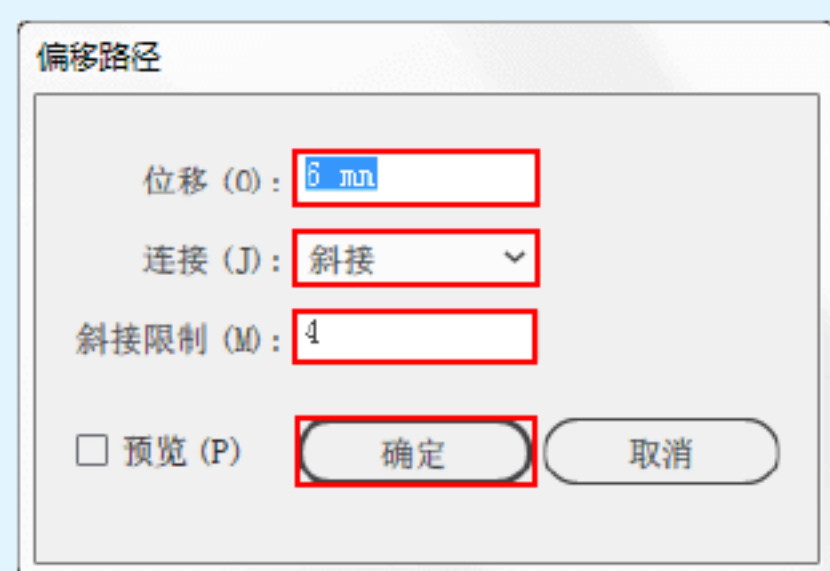 偏移路径
位移 (O): 6 mm
连接 (J): 斜接
斜接限制 (M): 4
预览 (P) 确定 取消